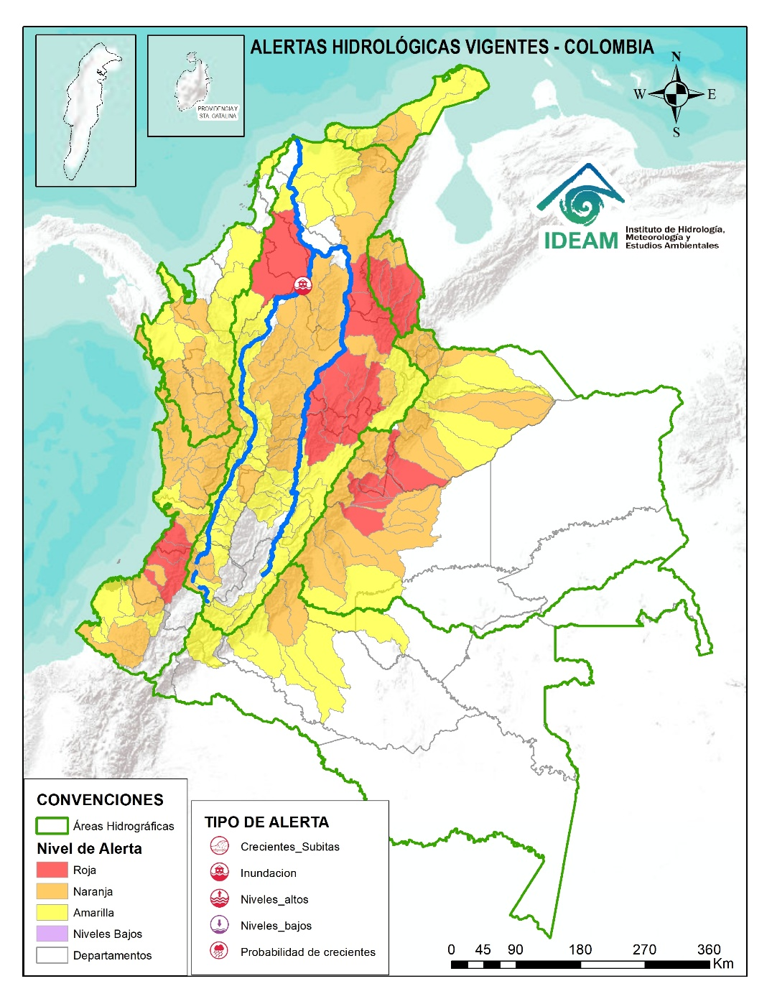 ALERTAS HIDROLÓGICAS VIGENTES - COLOMBIA
PROVIDENCIA Y
STA. CATALINA
N
W E
S
IDEAM
Instituto de Hidrología,
Meteorología y
Estudios Ambientales
CONVENCIONES
Áreas Hidrográficas
Nivel de Alerta
Roja
Naranja
Amarilla
Niveles Bajos
Departamentos
TIPO DE ALERTA
Crecientes_Subitas
Inundacion
Niveles_altos
Niveles_bajos
Probabilidad de crecientes
0 45 90 180 270 360
Km